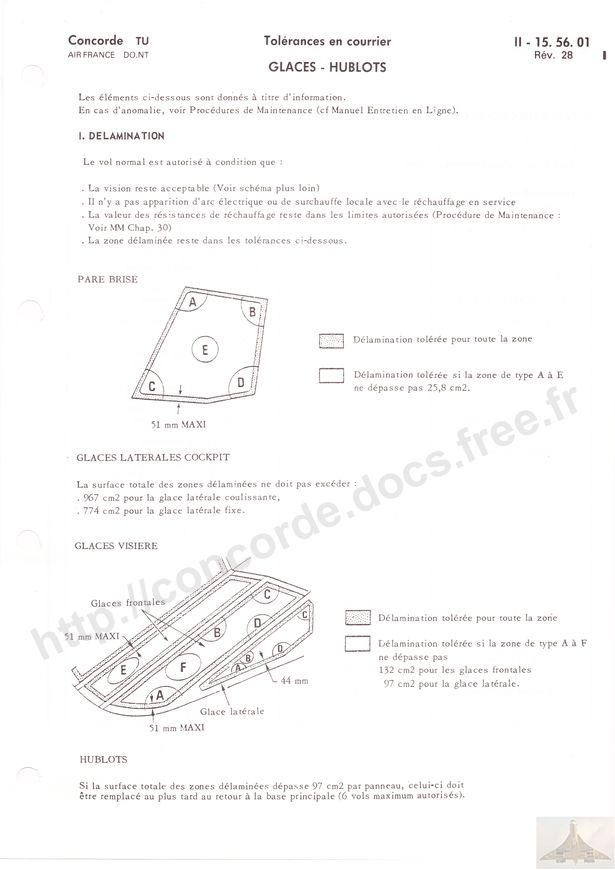 Concorde TU
AIR FRANCE DO.NT
Tolérances en courrier
GLACES - HUBLOTS
II - 15. 56. 01
Rév. 28
Les éléments ci-dessous sont donnés à titre d'information.
En cas d'anomalie, voir Procédures de Maintenance (cf Manuel Entretien en Ligne).
I. DELAMINATION
Le vol normal est autorisé à condition que :
. La vision reste acceptable (Voir schéma plus loin)
. Il n'y a pas apparition d'arc électrique ou de surchauffe locale avec le réchauffage en service
. La valeur des résistances de réchauffage reste dans les limites autorisées (Procédure de Maintenance :
Voir MM Chap. 30)
. La zone délaminée reste dans les tolérances ci-dessous.
PARE BRISE
A
B
E
C
D
51 mm MAXI
Délamination tolérée pour toute la zone
Délamination tolérée si la zone de type A à E
ne dépasse pas 25,8 cm2.
GLACES LATERALES COCKPIT
La surface totale des zones délaminées ne doit pas excéder :
. 967 cm2 pour la glace latérale coulissante,
. 774 cm2 pour la glace latérale fixe.
GLACES VISIERE
Glaces frontales
51 mm MAXI
C
C
B
D
E
F
A
A
B
D
44 mm
Glace latérale
51 mm MAXI
Délamination tolérée pour toute la zone
Délamination tolérée si la zone de type A à F
ne dépasse pas
132 cm2 pour les glaces frontales
97 cm2 pour la glace latérale.
HUBLOTS
Si la surface totale des zones délaminées dépasse 97 cm2 par panneau, celui-ci doit
être remplacé au plus tard au retour à la base principale (6 vols maximum autorisés).
http://concorde.docs.free.fr